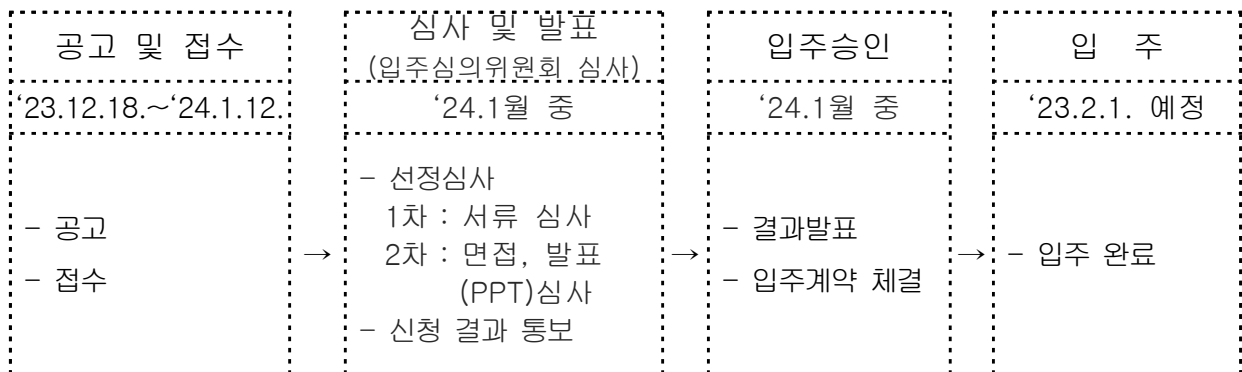 공고 및 접수
‘23.12.18.~‘24.1.12.
- 공고
- 접수
→
심사 및 발표
(입주심의위원회 심사)
‘24.1월 중
- 선정심사
1차 : 서류 심사
2차 : 면접, 발표
(PPT)심사
- 신청 결과 통보
→
입주승인
‘24.1월 중
- 결과발표
- 입주계약 체결
→
입 주
‘23.2.1. 예정
- 입주 완료